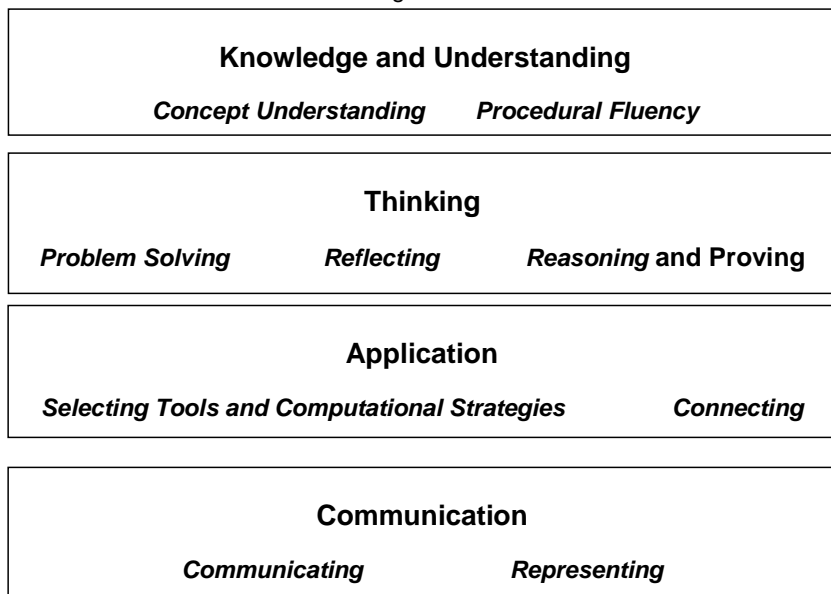 Knowledge and Understanding
Concept Understanding Procedural Fluency
Thinking
Problem Solving Reflecting Reasoning and Proving
Application
Selecting Tools and Computational Strategies Connecting
Communication
Communicating Representing